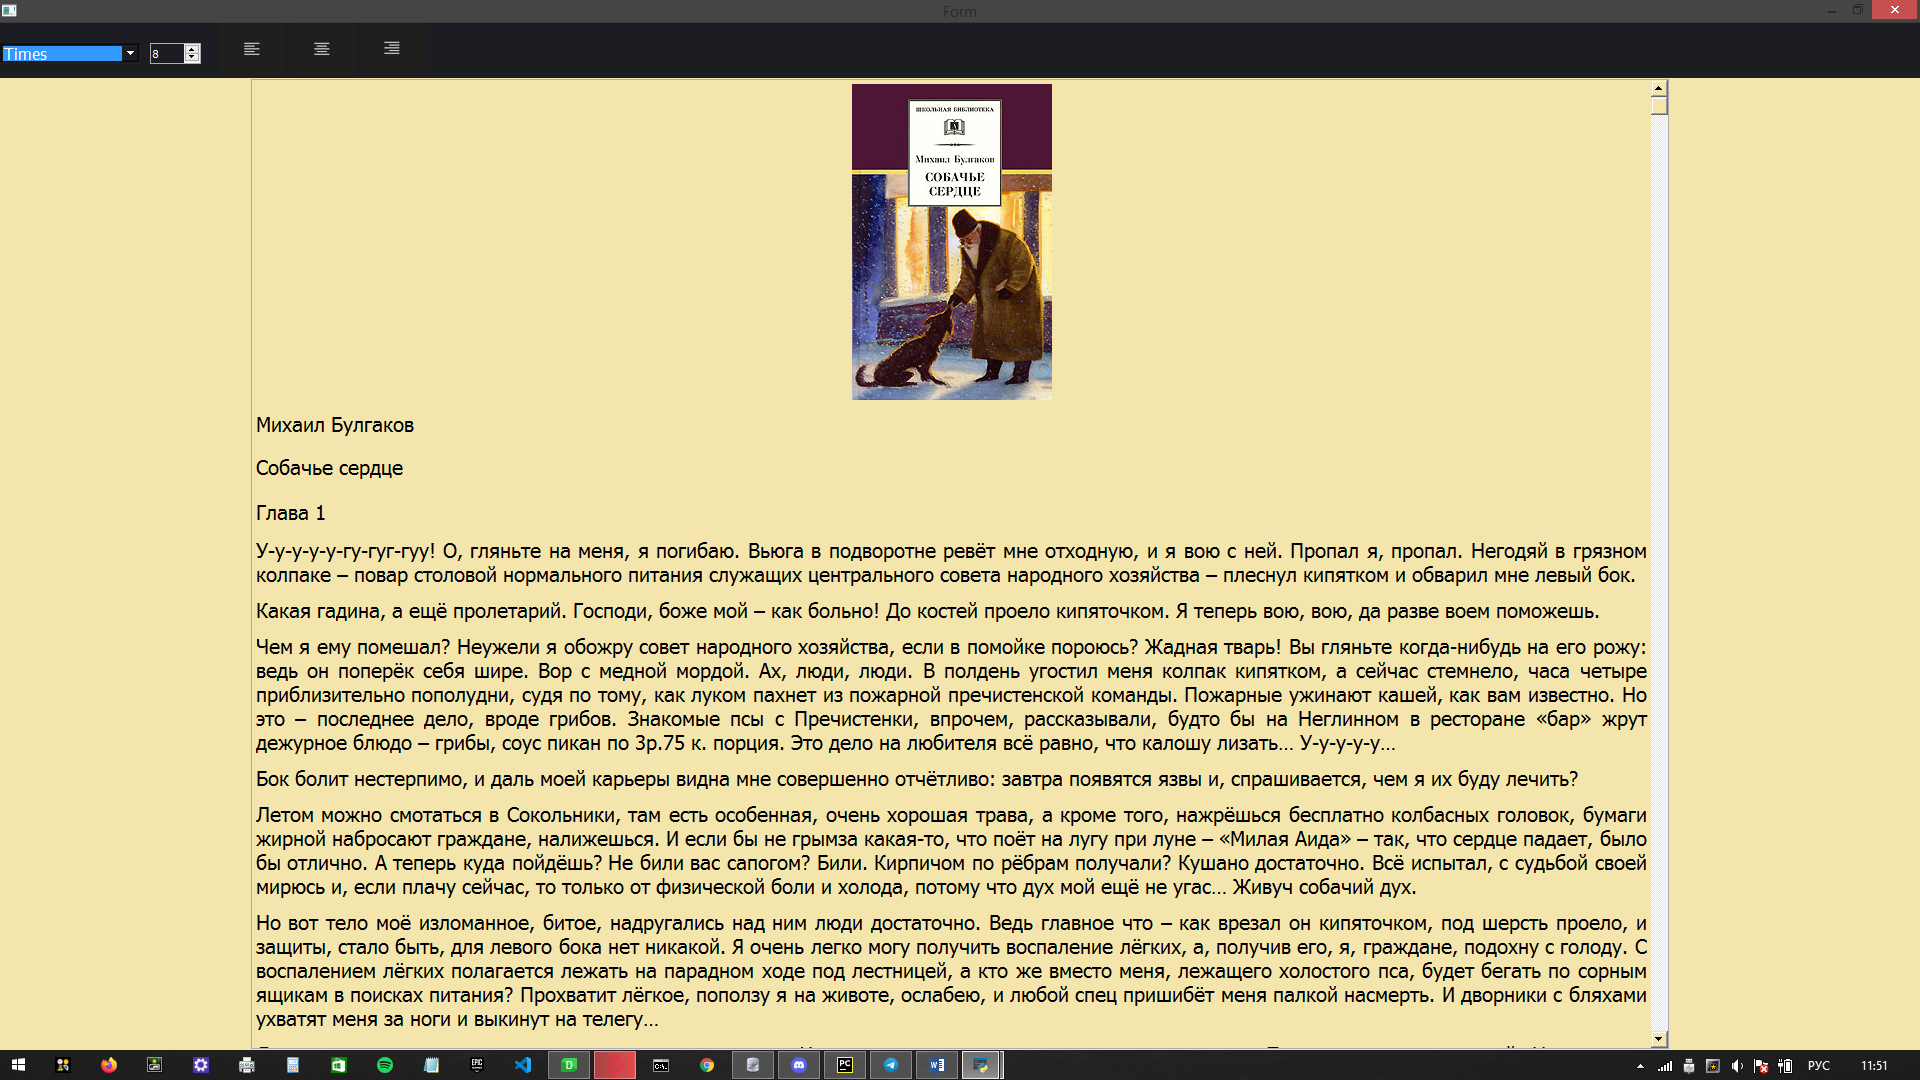 Form
Times
8
ШКОЛЬНАЯ БИБЛИОТЕКА
Михаил Булгаков
СОБАЧЬЕ
СЕРДЦЕ
Михаил Булгаков
Собачье сердце
Глава 1
У-у-у-у-у-гу-гуг-гуу! О, гляньте на меня, я погибаю. Вьюга в подворотне ревёт мне отходную, и я вою с ней. Пропал я, пропал. Негодяй в грязном
колпаке – повар столовой нормального питания служащих центрального совета народного хозяйства – плеснул кипятком и обварил мне левый бок.
Какая гадина, а ещё пролетарий. Господи, боже мой – как больно! До костей проело кипяточком. Я теперь вою, вою, да разве воем поможешь.
Чем я ему помешал? Неужели я обожру совет народного хозяйства, если в помойке пороюсь? Жадная тварь! Вы гляньте когда-нибудь на его рожу:
ведь он поперёк себя шире. Вор с медной мордой. Ах, люди, люди. В полдень угостил меня колпак кипятком, а сейчас стемнело, часа четыре
приблизительно пополудни, судя по тому, как луком пахнет из пожарной пречистенской команды. Пожарные ужинают кашей, как вам известно. Но
это – последнее дело, вроде грибов. Знакомые псы с Пречистенки, впрочем, рассказывали, будто бы на Неглинном в ресторане «бар» жрут
дежурное блюдо – грибы, соус пикан по 3р.75 к. порция. Это дело на любителя всё равно, что калошу лизать... У-у-у-у-у...
Бок болит нестерпимо, и даль моей карьеры видна мне совершенно отчётливо: завтра появятся язвы и, спрашивается, чем я их буду лечить?
Летом можно смотаться в Сокольники, там есть особенная, очень хорошая трава, а кроме того, нажрёшься бесплатно колбасных головок, бумаги
жирной набросают граждане, налижешься. И если бы не грымза какая-то, что поёт на лугу при луне – «Милая Аида» – так, что сердце падает, было
бы отлично. А теперь куда пойдёшь? Не били вас сапогом? Били. Кирпичом по рёбрам получали? Кушано достаточно. Всё испытал, с судьбой своей
мирюсь и, если плачу сейчас, то только от физической боли и холода, потому что дух мой ещё не угас... Живуч собачий дух.
Но вот тело моё изломанное, битое, надругались над ним люди достаточно. Ведь главное что – как врезал он кипяточком, под шерсть проело, и
защиты, стало быть, для левого бока нет никакой. Я очень легко могу получить воспаление лёгких, а, получив его, я, граждане, подохну с голоду. С
воспалением лёгких полагается лежать на парадном ходе под лестницей, а кто же вместо меня, лежащего холостого пса, будет бегать по сорным
ящикам в поисках питания? Прохватит лёгкое, поползу я на животе, ослабею, и любой спец пришибёт меня палкой насмерть. И дворники с бляхами
ухватят меня за ноги и выкинут на телегу...
EPIC
D
C:\.
PC
W
РУС
11:51